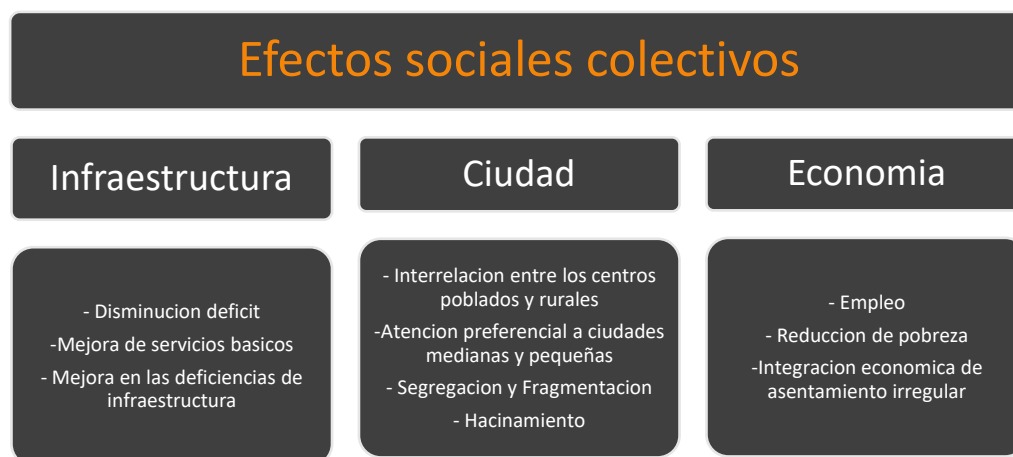 Efectos sociales colectivos
Infraestructura
- Disminucion deficit
-Mejora de servicios basicos
- Mejora en las deficiencias de
infraestructura
Ciudad
- Interrelacion entre los centros
poblados y rurales
-Atencion preferencial a ciudades
medianas y pequeñas
- Segregacion y Fragmentacion
- Hacinamiento
Economia
- Empleo
- Reduccion de pobreza
-Integracion economica de
asentamiento irregular